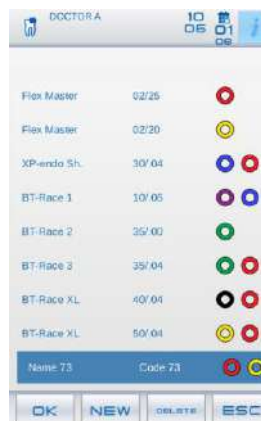 DOCTOR A
10 01
06 09
Flex Master 02/25
Flex Master 02/20
XP-endo Sh. 30/.04
BT-Race 1 10/.06
BT-Race 2 35/.00
BT-Race 3 35/.04
BT-Race XL 40/.04
BT-Race XL 50/.04
Name 73 Code 73
OK NEW DELETE ESC